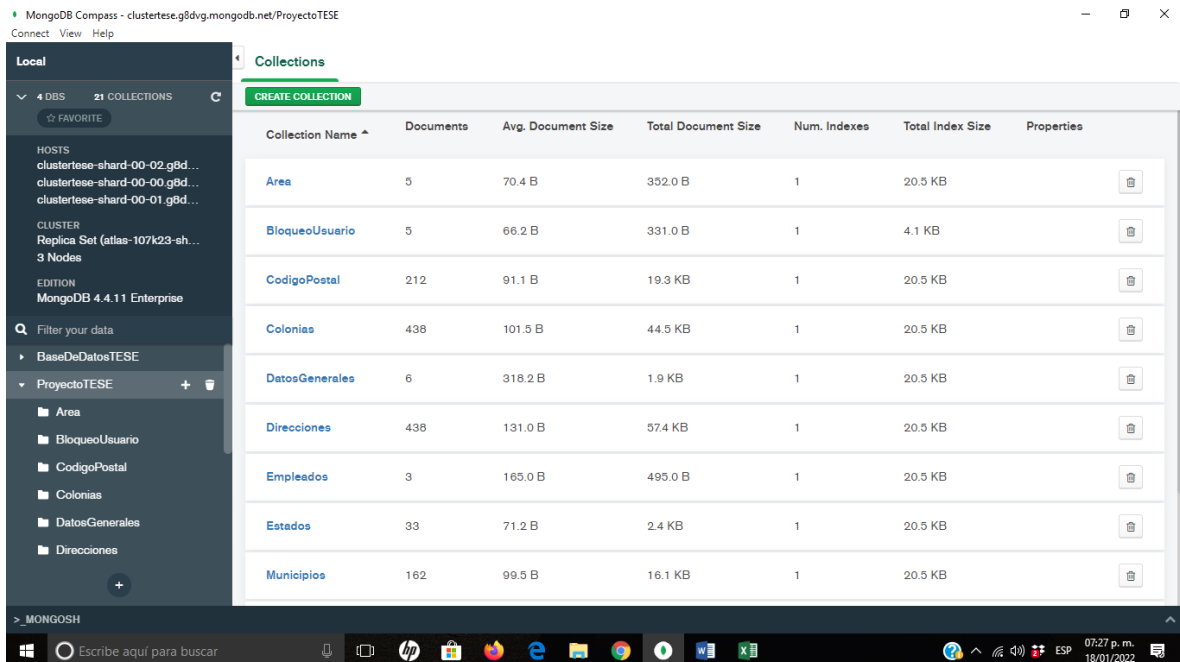 MongoDB Compass - clustertese.g8dvg.mongodb.net/ProyectoTESE
Connect View Help
Local
4 DBS 21 COLLECTIONS
FAVORITE
HOSTS
clustertese-shard-00-02.g8d...
clustertese-shard-00-00.g8d...
clustertese-shard-00-01.g8d...
CLUSTER
Replica Set (atlas-107k23-sh...
3 Nodes
EDITION
MongoDB 4.4.11 Enterprise
Filter your data
BaseDeDatosTESE
ProyectoTESE
Area
BloqueoUsuario
CodigoPostal
Colonias
DatosGenerales
Direcciones
Collections
CREATE COLLECTION
Collection Name Documents Avg. Document Size Total Document Size Num. Indexes Total Index Size Properties
Area 5 70.4 B 352.0 B 1 20.5 KB
BloqueoUsuario 5 66.2 B 331.0 B 1 4.1 KB
CodigoPostal 212 91.1 B 19.3 KB 1 20.5 KB
Colonias 438 101.5 B 44.5 KB 1 20.5 KB
DatosGenerales 6 318.2 B 1.9 KB 1 20.5 KB
Direcciones 438 131.0 B 57.4 KB 1 20.5 KB
Empleados 3 165.0 B 495.0 B 1 20.5 KB
Estados 33 71.2 B 2.4 KB 1 20.5 KB
Municipios 162 99.5 B 16.1 KB 1 20.5 KB
>_MONGOSH
Escribe aquí para buscar
ESP
07:27 p. m.
18/01/2022